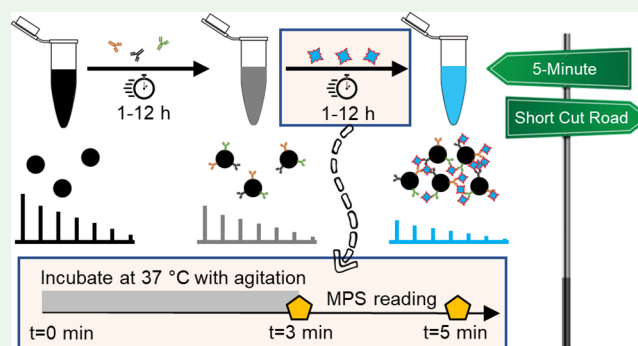 1-12 h
1-12 h
5-Minute
Short Cut Road
Incubate at 37 °C with agitation
MPS reading
t=0 min
t=3 min
t=5 min